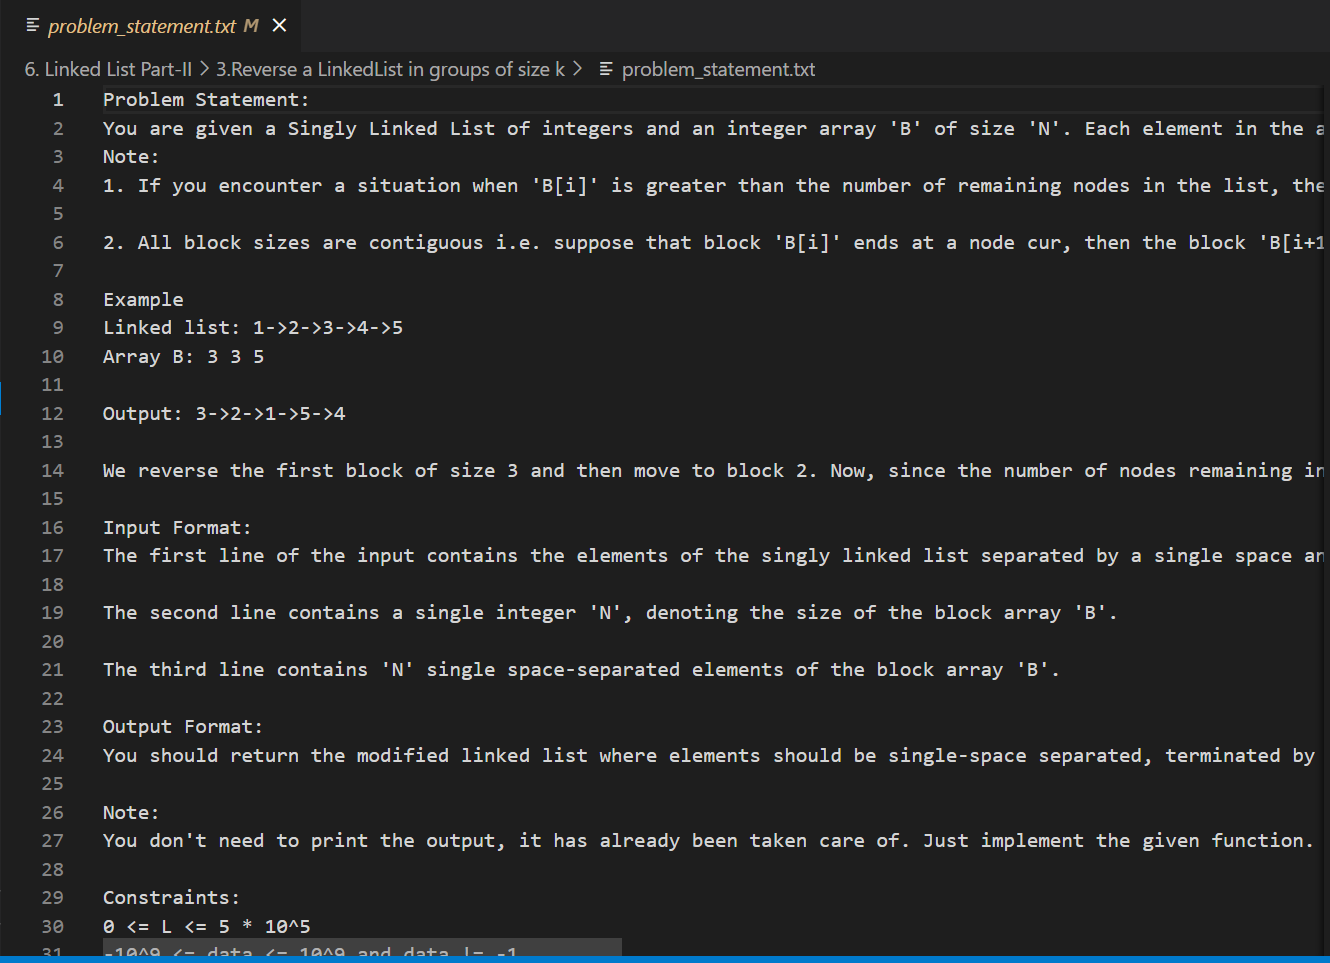 problem_statement.txt M
6. Linked List Part-II > 3.Reverse a LinkedList in groups of size k > problem_statement.txt
1 Problem Statement:
2 You are given a Singly Linked List of integers and an integer array 'B' of size 'N'. Each element in the a
3 Note:
4 1. If you encounter a situation when 'B[i]' is greater than the number of remaining nodes in the list, the
5
6 2. All block sizes are contiguous i.e. suppose that block 'B[i]' ends at a node cur, then the block 'B[i+1
7
8 Example
9 Linked list: 1->2->3->4->5
10 Array B: 3 3 5
11
12 Output: 3->2->1->5->4
13
14 We reverse the first block of size 3 and then move to block 2. Now, since the number of nodes remaining in
15
16 Input Format:
17 The first line of the input contains the elements of the singly linked list separated by a single space an
18
19 The second line contains a single integer 'N', denoting the size of the block array 'B'.
20
21 The third line contains 'N' single space-separated elements of the block array 'B'.
22
23 Output Format:
24 You should return the modified linked list where elements should be single-space separated, terminated by
25
26 Note:
27 You don't need to print the output, it has already been taken care of. Just implement the given function.
28
29 Constraints:
30 0 <= L <= 5 * 10^5
31 -10^9 <= data <= 10^9 and data != -1